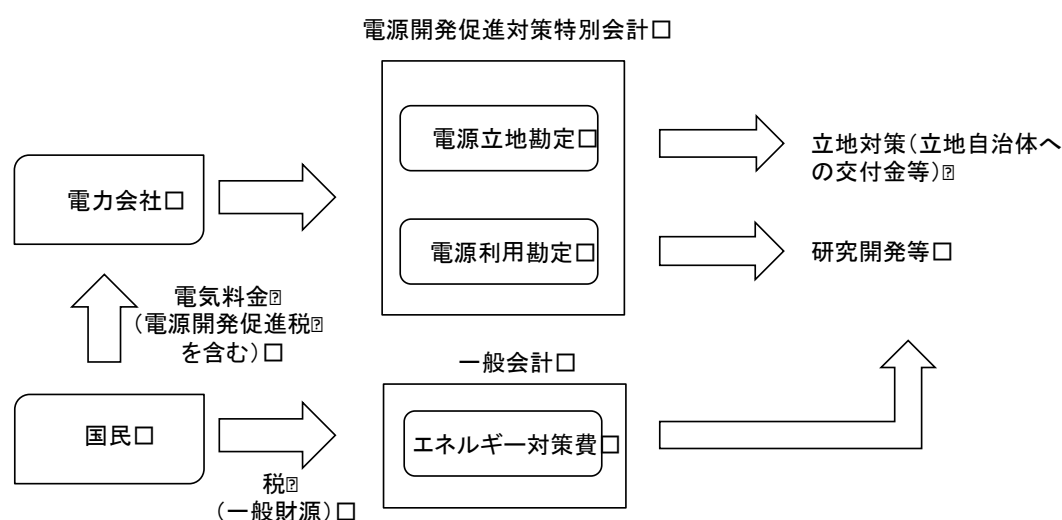 電源開発促進対策特別会計
電源立地勘定
立地対策（立地自治体へ
の交付金等）
電力会社
電源利用勘定
研究開発等
電気料金
（電源開発促進税
を含む）
一般会計
国民
エネルギー対策費
税
（一般財源）